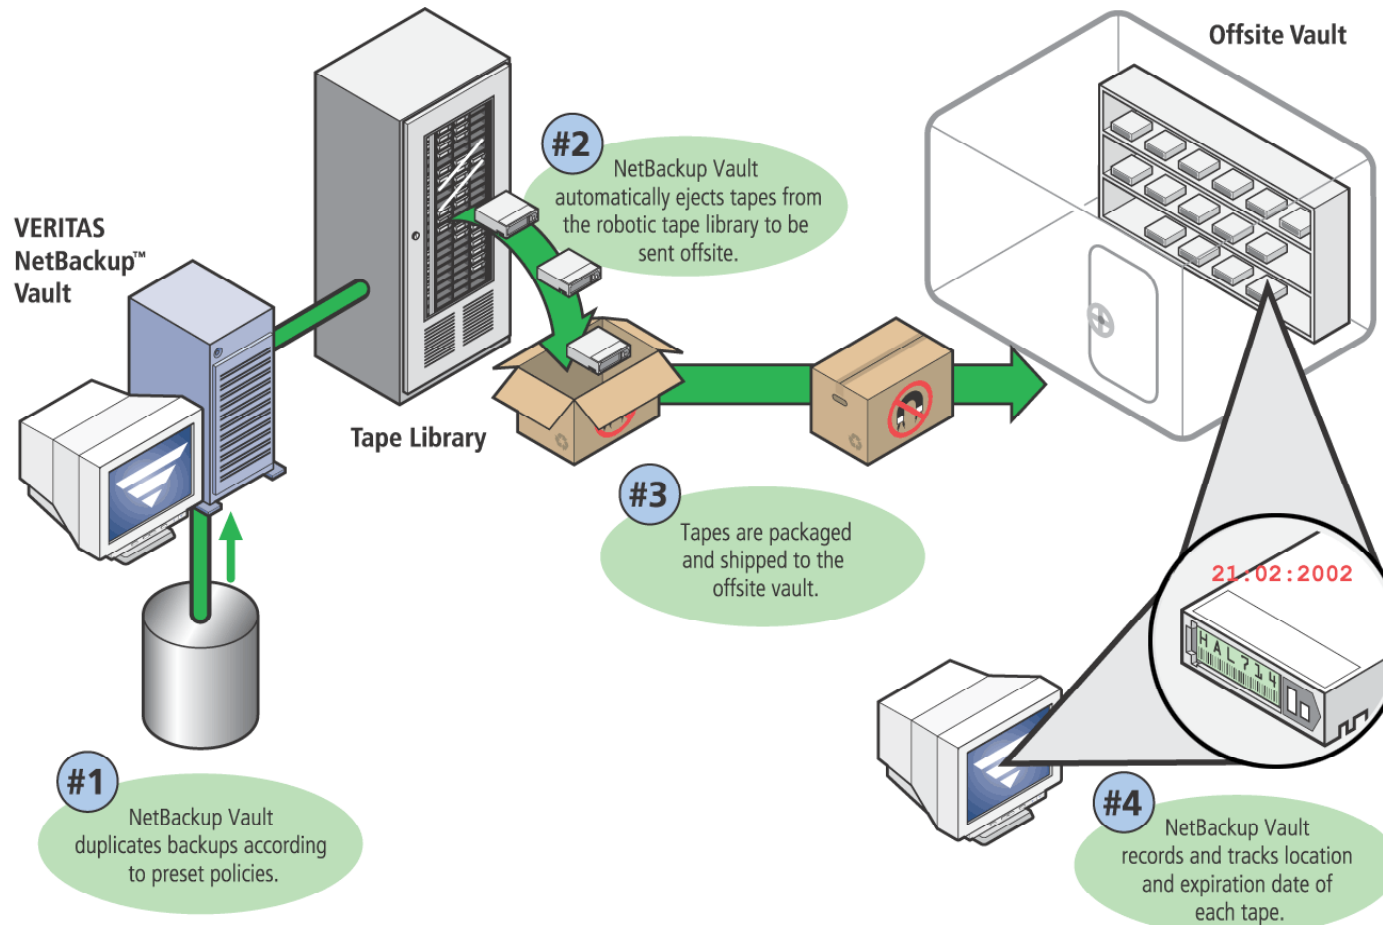 Offsite Vault
#2
NetBackup Vault
automatically ejects tapes from
the robotic tape library to be
sent offsite.
VERITAS
NetBackup™
Vault
Tape Library
#3
Tapes are packaged
and shipped to the
offsite vault.
21:02:2002
HAL714
#1
NetBackup Vault
duplicates backups according
to preset policies.
#4
NetBackup Vault
records and tracks location
and expiration date of
each tape.